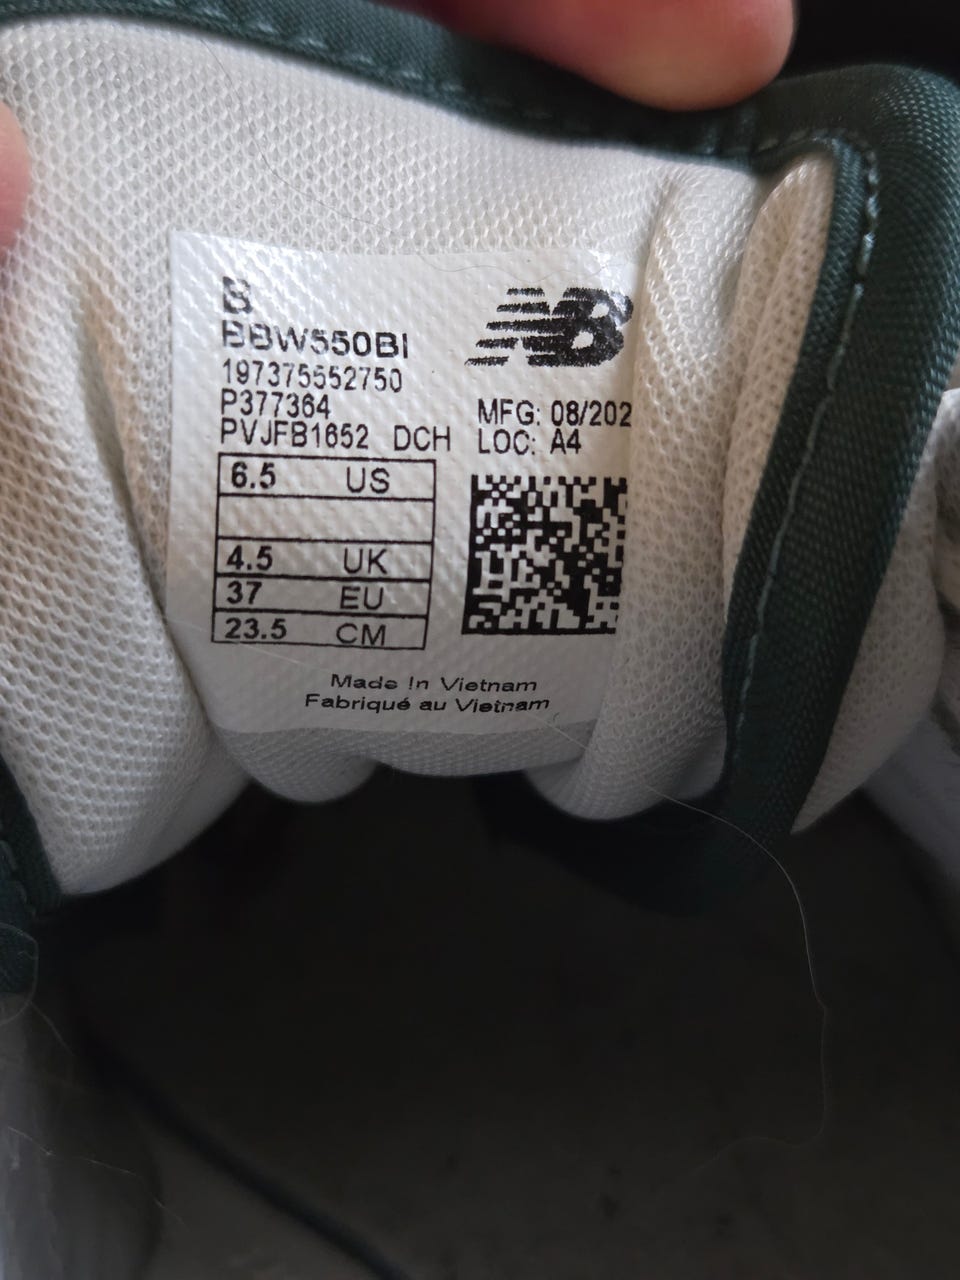 B
BBW550BI
197375552750
P377364
PVJFB1652 DCH
NB
MFG: 08/202
LOC: A4
6.5 US
4.5 UK
37 EU
23.5 CM
Made In Vietnam
Fabriqué au Vietnam